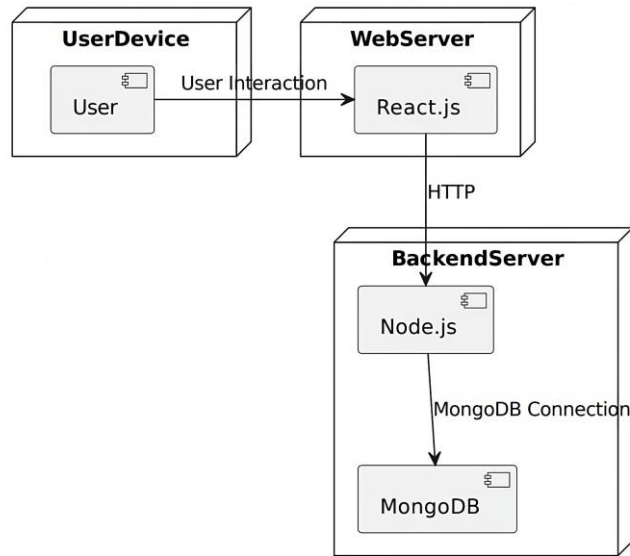 UserDevice
WebServer
User
User Interaction
React.js
HTTP
BackendServer
Node.js
MongoDB Connection
MongoDB